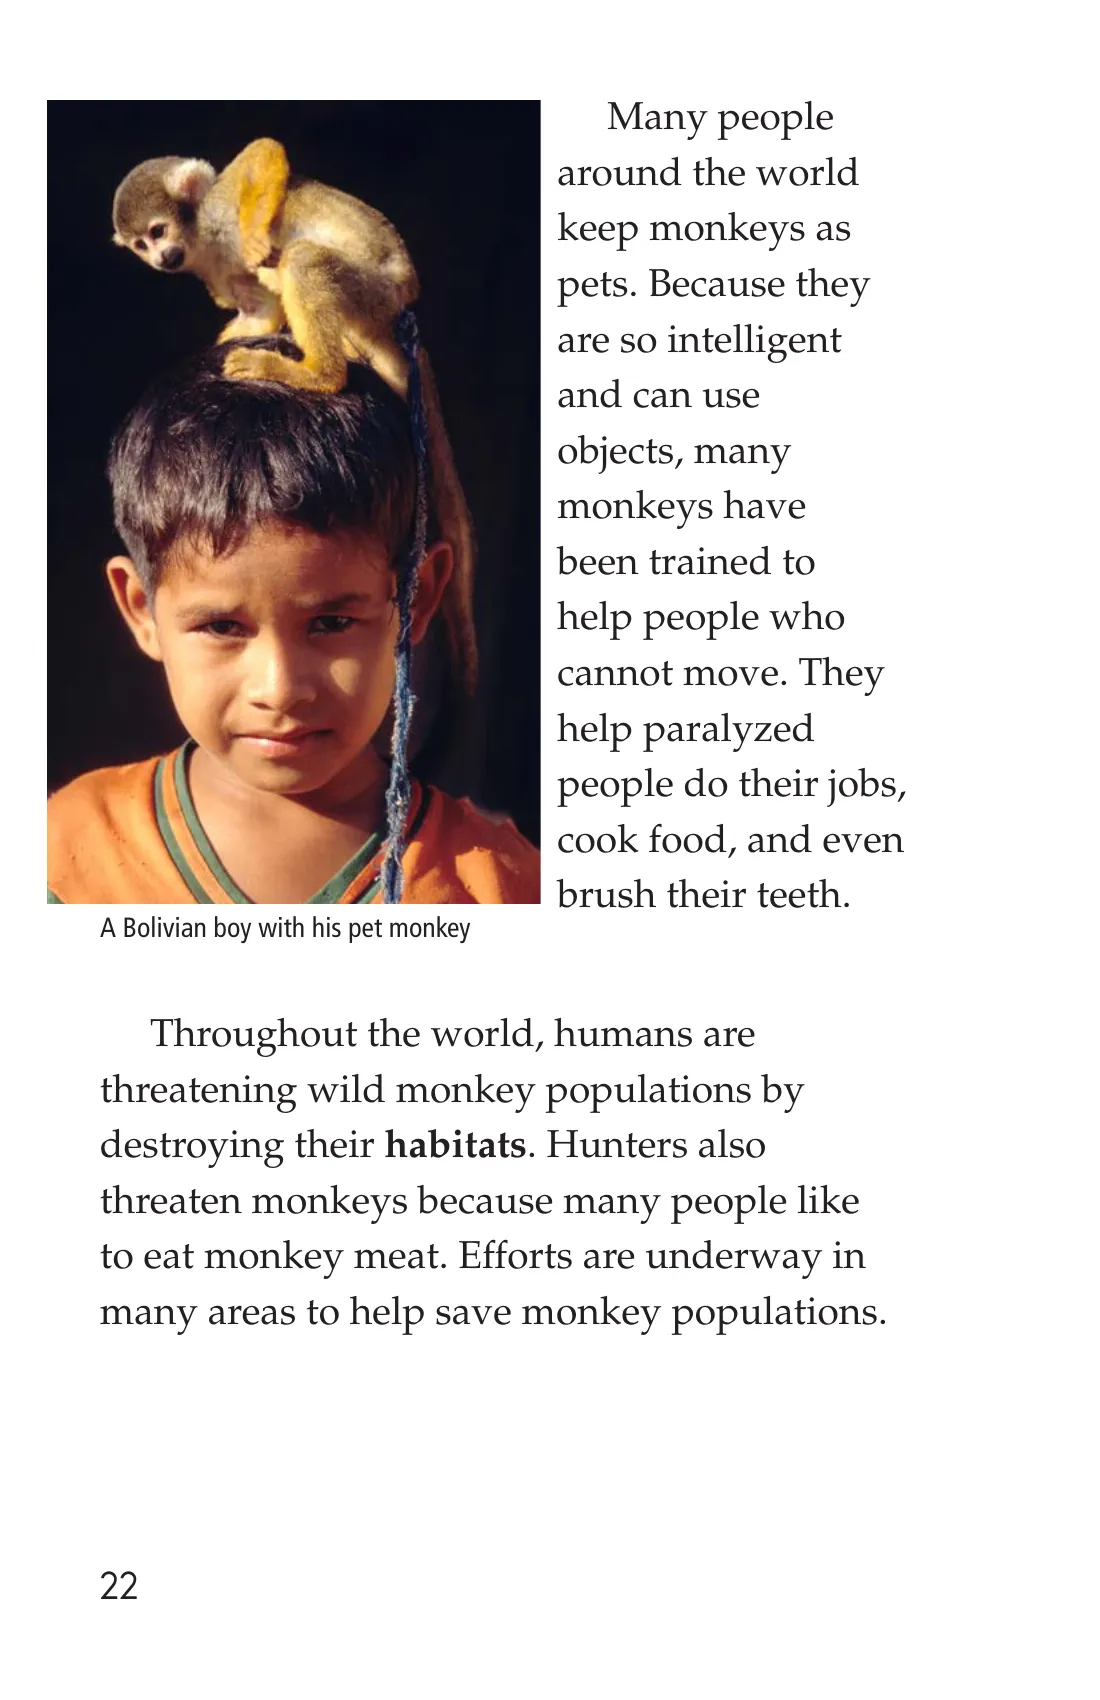 Many people
around the world
keep monkeys as
pets. Because they
are so intelligent
and can use
objects, many
monkeys have
been trained to
help people who
cannot move. They
help paralyzed
people do their jobs,
cook food, and even
brush their teeth.
A Bolivian boy with his pet monkey
Throughout the world, humans are
threatening wild monkey populations by
destroying their habitats. Hunters also
threaten monkeys because many people like
to eat monkey meat. Efforts are underway in
many areas to help save monkey populations.
22